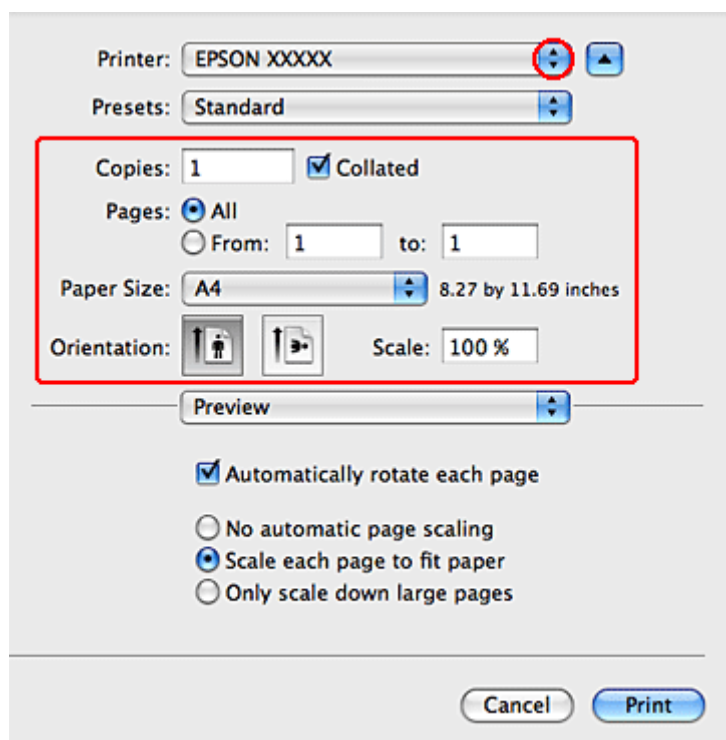 Printer: EPSON XXXXX
Presets: Standard
Copies: 1 Collated
Pages: All
From: 1 to: 1
Paper Size: A4 8.27 by 11.69 inches
Orientation: Scale: 100 %
Preview
Automatically rotate each page
No automatic page scaling
Scale each page to fit paper
Only scale down large pages
Cancel Print